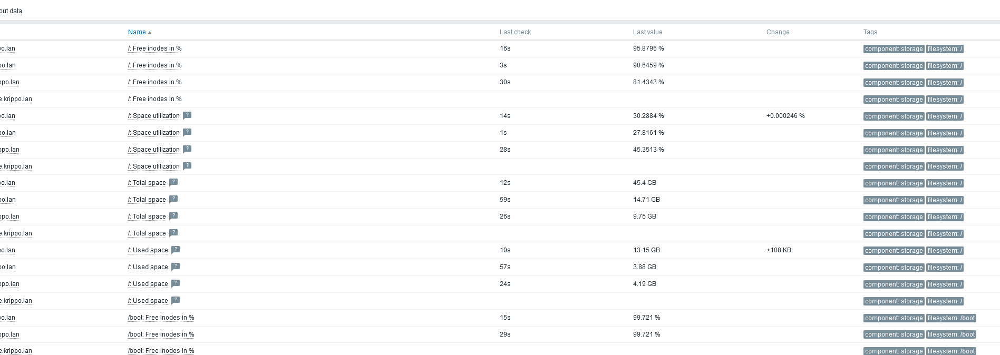 out data
Name Last check Last value Change Tags
po.lan /: Free inodes in % 16s 95.8796 % component: storage filesystem: /
po.lan /: Free inodes in % 3s 90.6459 % component: storage filesystem: /
ppo.lan /: Free inodes in % 30s 81.4343 % component: storage filesystem: /
e.krippo.lan /: Free inodes in % component: storage filesystem: /
po.lan /: Space utilization ? 14s 30.2884 % +0.000246 % component: storage filesystem: /
po.lan /: Space utilization ? 1s 27.8161 % component: storage filesystem: /
ppo.lan /: Space utilization ? 28s 45.3513 % component: storage filesystem: /
e.krippo.lan /: Space utilization ? component: storage filesystem: /
po.lan /: Total space ? 12s 45.4 GB component: storage filesystem: /
po.lan /: Total space ? 59s 14.71 GB component: storage filesystem: /
ppo.lan /: Total space ? 26s 9.75 GB component: storage filesystem: /
e.krippo.lan /: Total space ? component: storage filesystem: /
po.lan /: Used space ? 10s 13.15 GB +108 KB component: storage filesystem: /
po.lan /: Used space ? 57s 3.88 GB component: storage filesystem: /
ppo.lan /: Used space ? 24s 4.19 GB component: storage filesystem: /
e.krippo.lan /: Used space ? component: storage filesystem: /
po.lan /boot: Free inodes in % 15s 99.721 % component: storage filesystem: /boot
ppo.lan /boot: Free inodes in % 29s 99.721 % component: storage filesystem: /boot
e.krippo.lan /boot: Free inodes in % component: storage filesystem: /boot